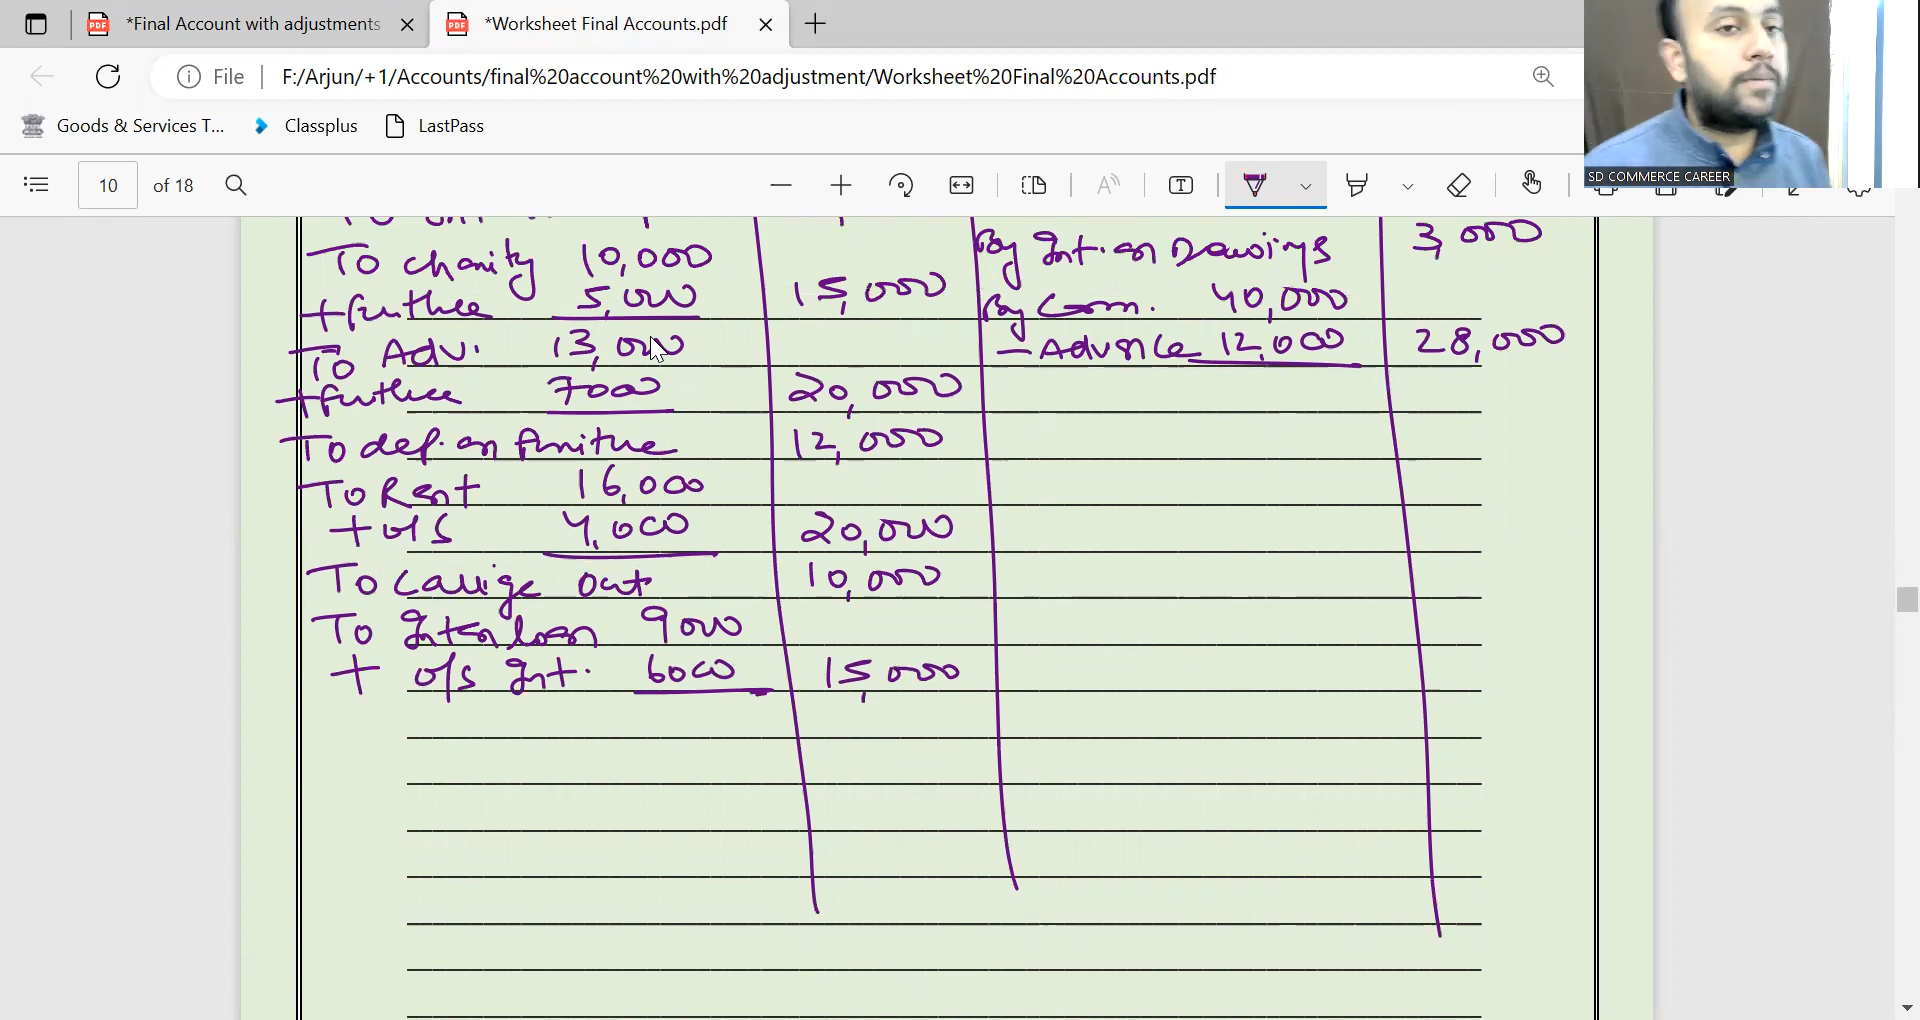 *Final Account with adjustments
*Worksheet Final Accounts.pdf
File
F:/Arjun/+1/Accounts/final%20account%20with%20adjustment/Worksheet%20Final%20Accounts.pdf
Goods & Services T...
Classplus
LastPass
10 of 18
SD COMMERCE CAREER
To charity 10,000
+further 5,000 15,000
To Adv. 13,000
+further 7000 20,000
To dep. on furniture 12,000
To Rent 16,000
+ o/s 4,000 20,000
To carrige out 10,000
To Int on loan 9000
+ o/s Int. 6000 15,000
By Int. on Drawings 3,000
By Com. 40,000
- Advance 12,000 28,000